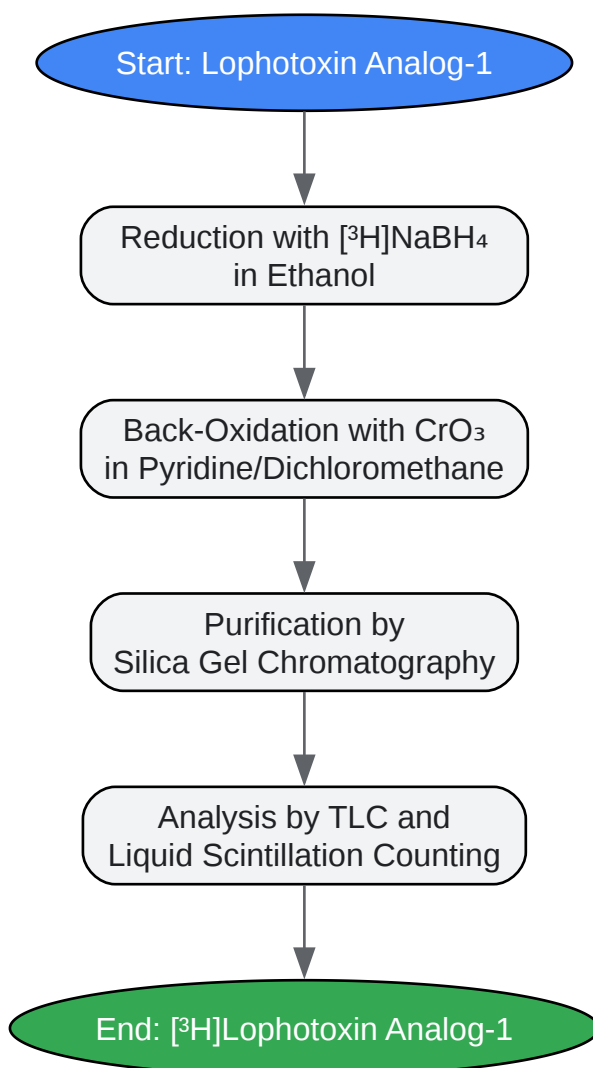 Start: Lophotoxin Analog-1
Reduction with [³H]NaBH₄
in Ethanol
Back-Oxidation with CrO₃
in Pyridine/Dichloromethane
Purification by
Silica Gel Chromatography
Analysis by TLC and
Liquid Scintillation Counting
End: [³H]Lophotoxin Analog-1